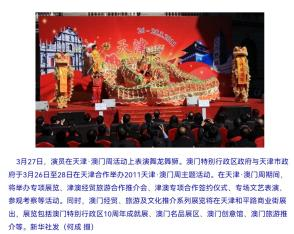 26-28.3.2011
天津
3月27日，演员在天津·澳门周活动上表演舞龙舞狮。澳门特别行政区政府与天津市政
府于3月26日至28日在天津合作举办2011天津·澳门周主题活动。在天津·澳门周期间，
将举办专项展览、津澳经贸旅游合作推介会、津澳专项合作签约仪式、专场文艺表演、
参观考察等活动。同时，澳门经贸、旅游及文化推介系列展览将在天津和平路商业街展
出，展览包括澳门特别行政区10周年成就展、澳门名品展区、澳门创意馆、澳门旅游推
介等。新华社发（何成 摄）